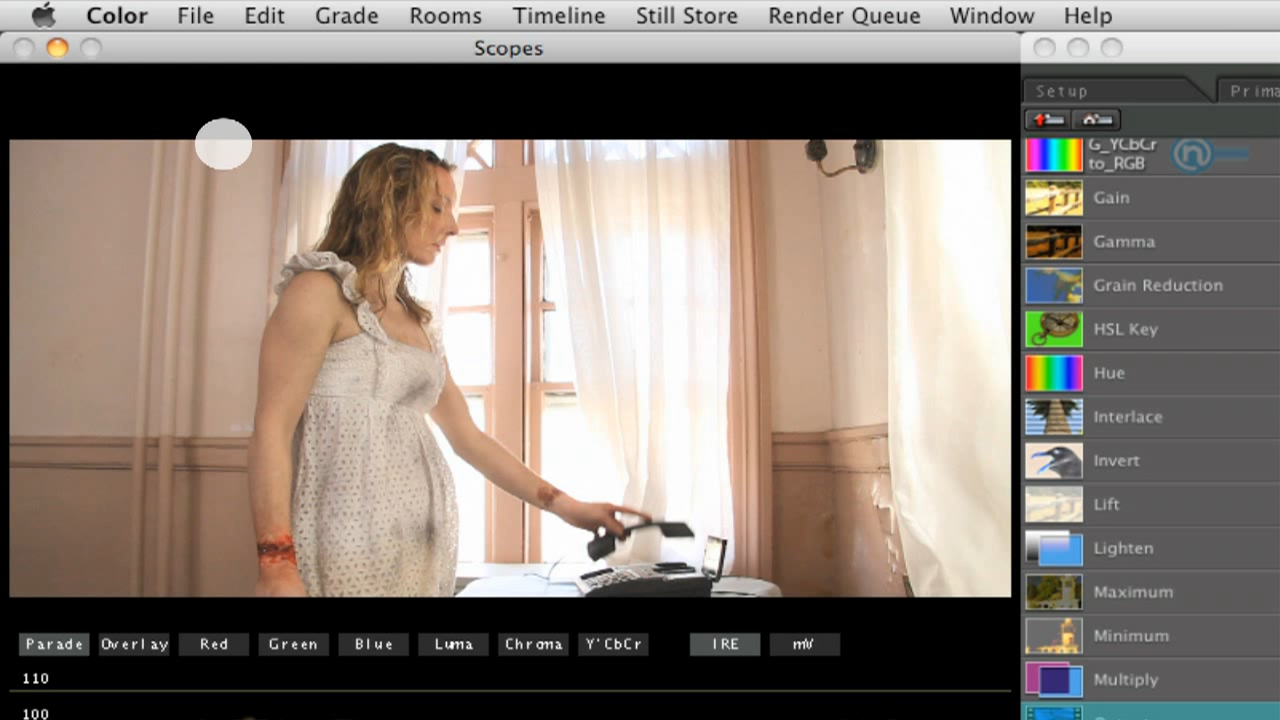 Color File Edit Grade Rooms Timeline Still Store Render Queue Window Help
Scopes
Setup
G_YCbCr
to_RGB
Gain
Gamma
Grain Reduction
HSL Key
Hue
Interlace
Invert
Lift
Lighten
Maximum
Minimum
Multiply
Parade Overlay Red Green Blue Luma Chroma Y'CbCr IRE mV
110
100